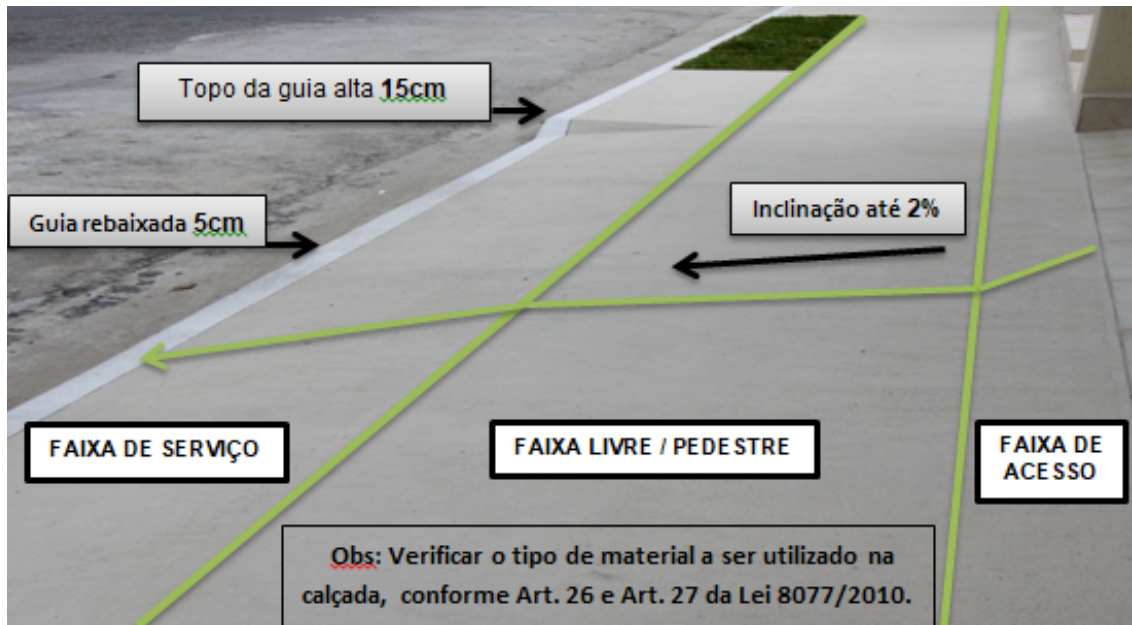 Topo da guia alta 15cm
Guia rebaixada 5cm
Inclinação até 2%
FAIXA DE SERVIÇO
FAIXA LIVRE / PEDESTRE
FAIXA DE
ACESSO
Obs: Verificar o tipo de material a ser utilizado na
calçada, conforme Art. 26 e Art. 27 da Lei 8077/2010.